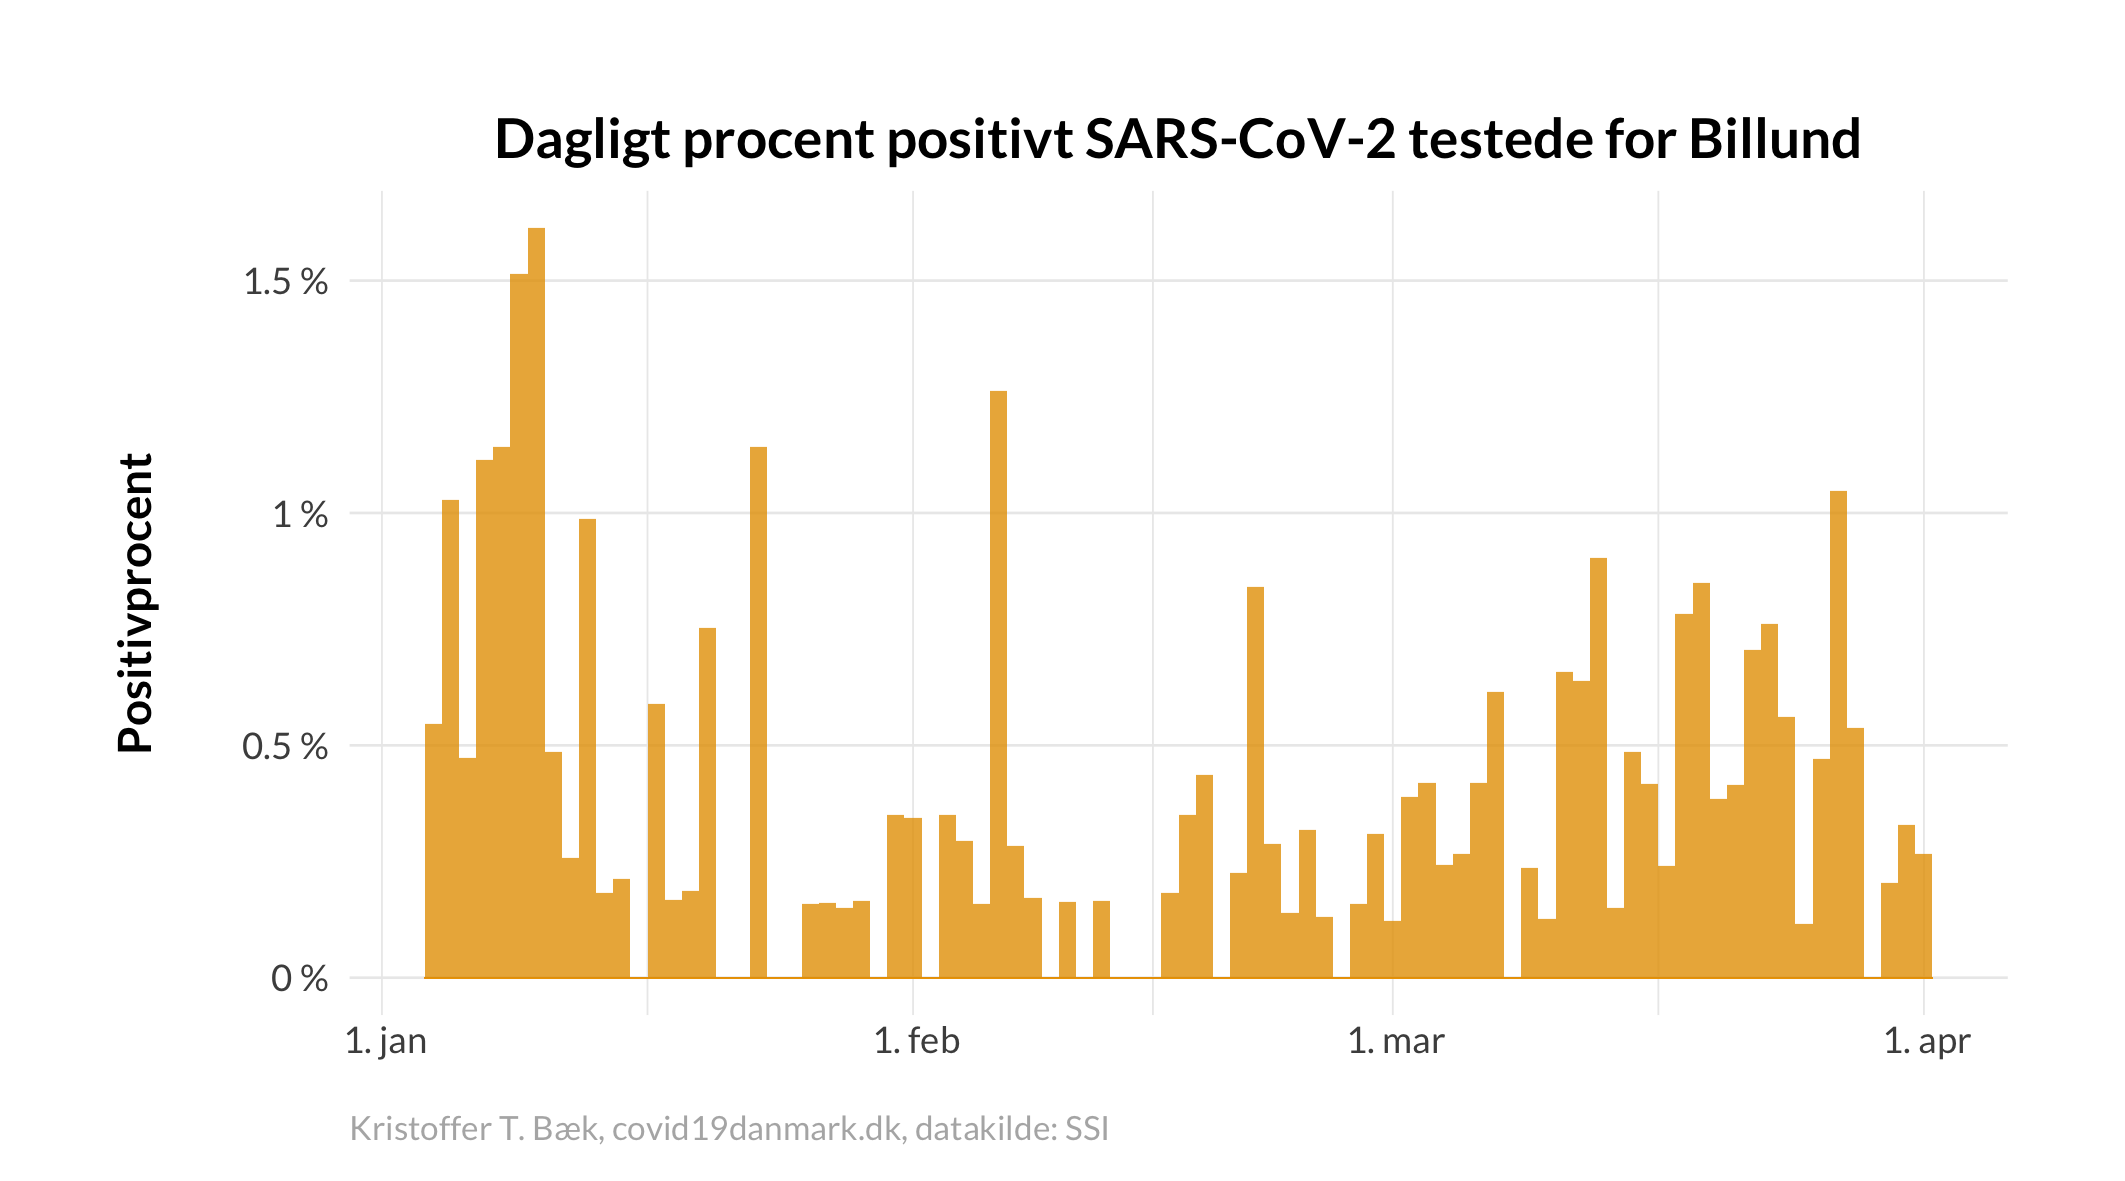 Dagligt procent positivt SARS-CoV-2 testede for Billund
Positivprocent
1.5 %
1 %
0.5 %
0 %
1. jan
1. feb
1. mar
1. apr
Kristoffer T. Bæk, covid19danmark.dk, datakilde: SSI